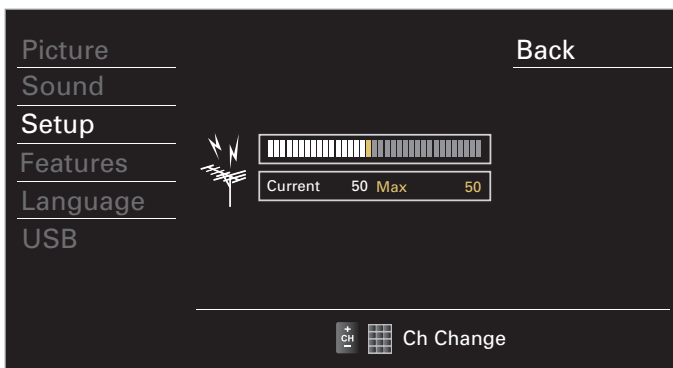 Picture
Sound
Setup
Features
Language
USB
Back
Current 50 Max 50
+
CH
−
Ch Change